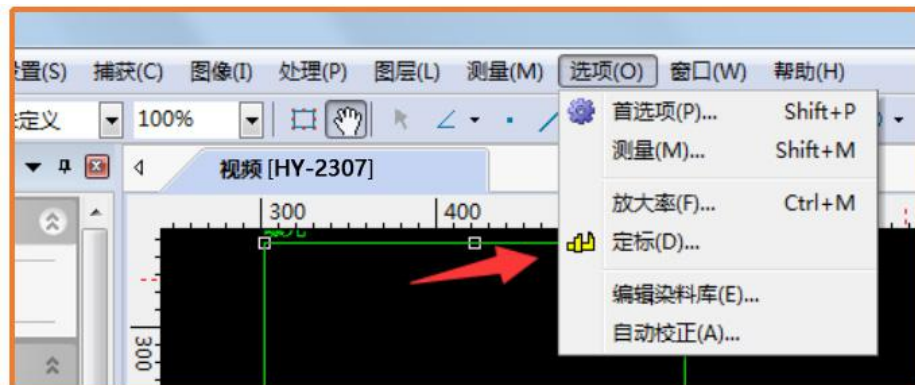 置(S) 捕获(C) 图像(I) 处理(P) 图层(L) 测量(M) 选项(O) 窗口(W) 帮助(H)
定义 100%
首选项(P)... Shift+P
视频 [HY-2307]
测量(M)... Shift+M
放大率(F)... Ctrl+M
300 400
定标(D)...
编辑染料库(E)...
自动校正(A)...
300